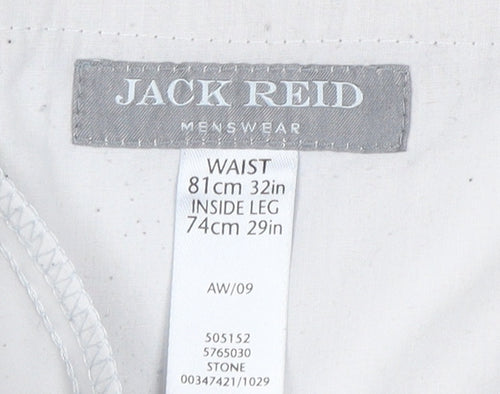 JACK REID
MENSWEAR
WAIST
81cm 32in
INSIDE LEG
74cm 29in
AW/09
505152
5765030
STONE
00347421/1029